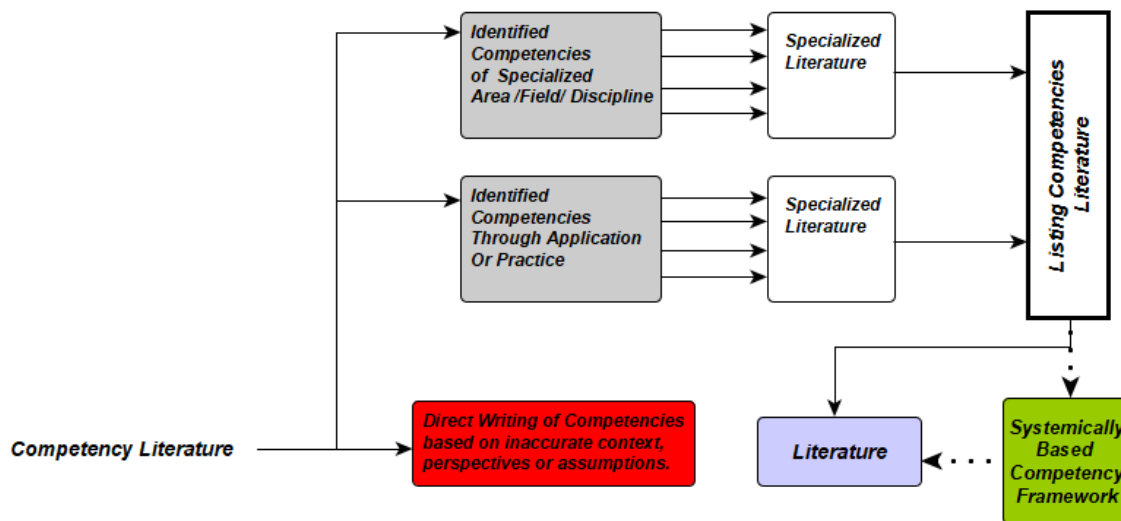 Identified
Competencies
of Specialized
Area /Field/ Discipline
Specialized
Literature
Listing Competencies
Literature
Identified
Competencies
Through Application
Or Practice
Specialized
Literature
Competency Literature
Direct Writing of Competencies
based on inaccurate context,
perspectives or assumptions.
Literature
Systemically
Based
Competency
Framework